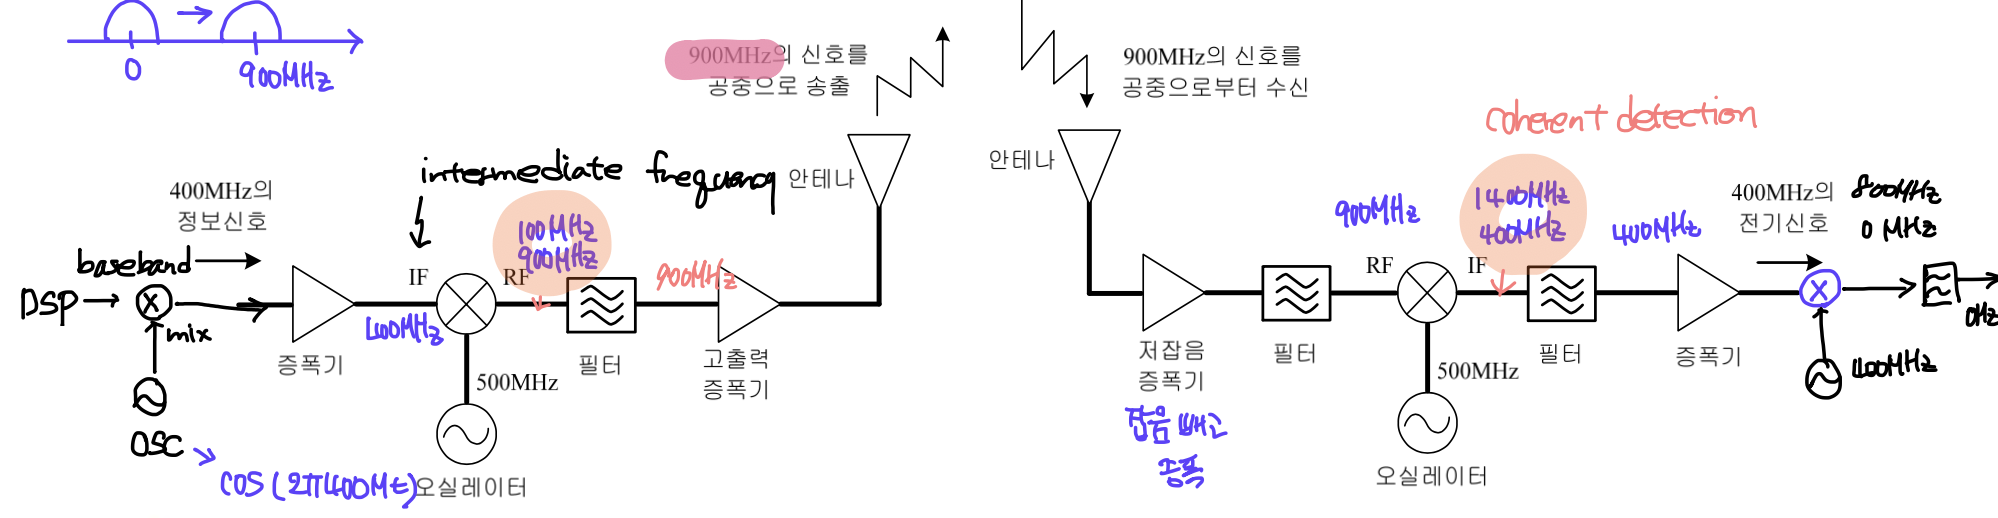 0
900MHz
900MHz의 신호를
공중으로 송출
900MHz의 신호를
공중으로부터 수신
coherent detection
intermediate frequency
안테나
안테나
400MHz의
정보신호
100MHz
900MHz
900MHz
1400MHz
400MHz
400MHz
400MHz의
전기신호
800MHz
0 MHz
baseband
DSP
mix
IF
RF
400MHz
900MHz
RF
IF
0Hz
증폭기
500MHz
필터
고출력
증폭기
저잡음
증폭기
필터
500MHz
필터
증폭기
400MHz
OSC
cos(2π400Mt)
오실레이터
잡음 빼고
증폭
오실레이터